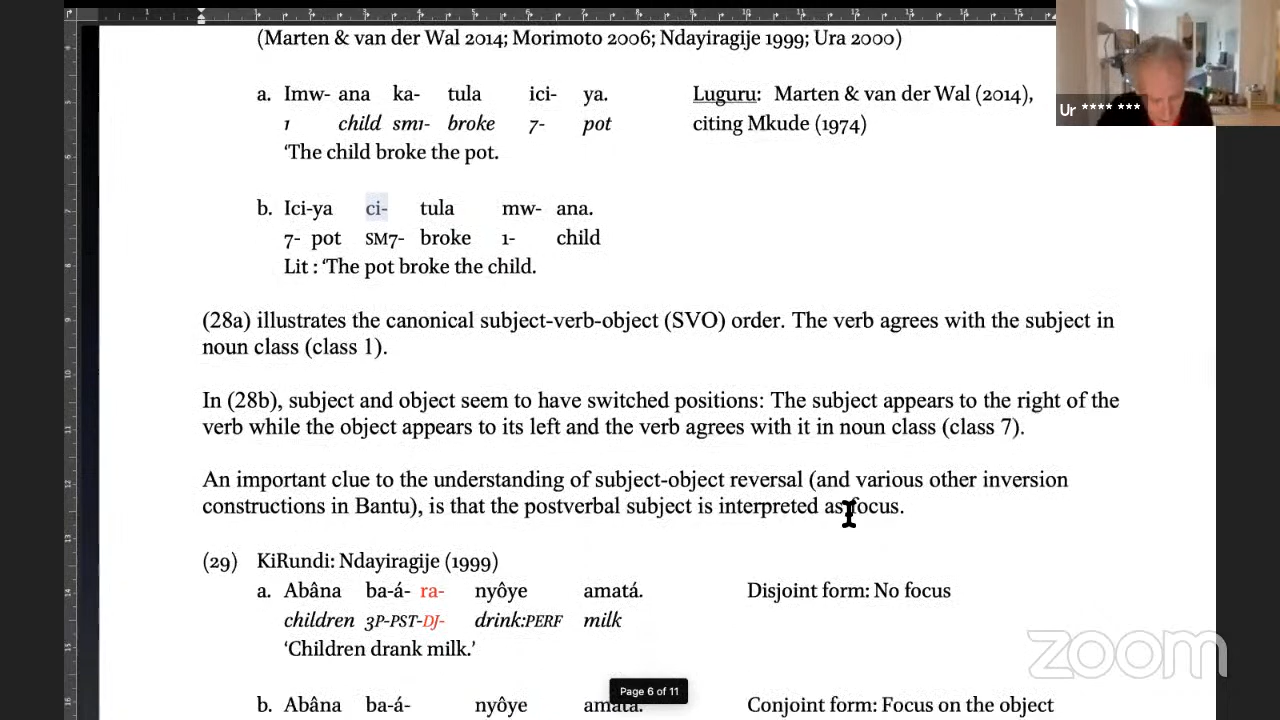 (Marten & van der Wal 2014; Morimoto 2006; Ndayiragije 1999; Ura 2000)
a. Imw- ana ka- tula ici- ya. Luguru: Marten & van der Wal (2014),
1 child sm1- broke 7- pot citing Mkude (1974)
‘The child broke the pot.
b. Ici-ya ci- tula mw- ana.
7- pot SM7- broke 1- child
Lit : ‘The pot broke the child.
(28a) illustrates the canonical subject-verb-object (SVO) order. The verb agrees with the subject in
noun class (class 1).
In (28b), subject and object seem to have switched positions: The subject appears to the right of the
verb while the object appears to its left and the verb agrees with it in noun class (class 7).
An important clue to the understanding of subject-object reversal (and various other inversion
constructions in Bantu), is that the postverbal subject is interpreted as focus.
(29) KiRundi: Ndayiragije (1999)
a. Abâna ba-á- ra- nyôye amatá. Disjoint form: No focus
children 3P-PST-DJ- drink:PERF milk
‘Children drank milk.’
b. Abâna ba-á- nyôye amatá. Conjoint form: Focus on the object
Page 6 of 11
Ur **** ***
zoom